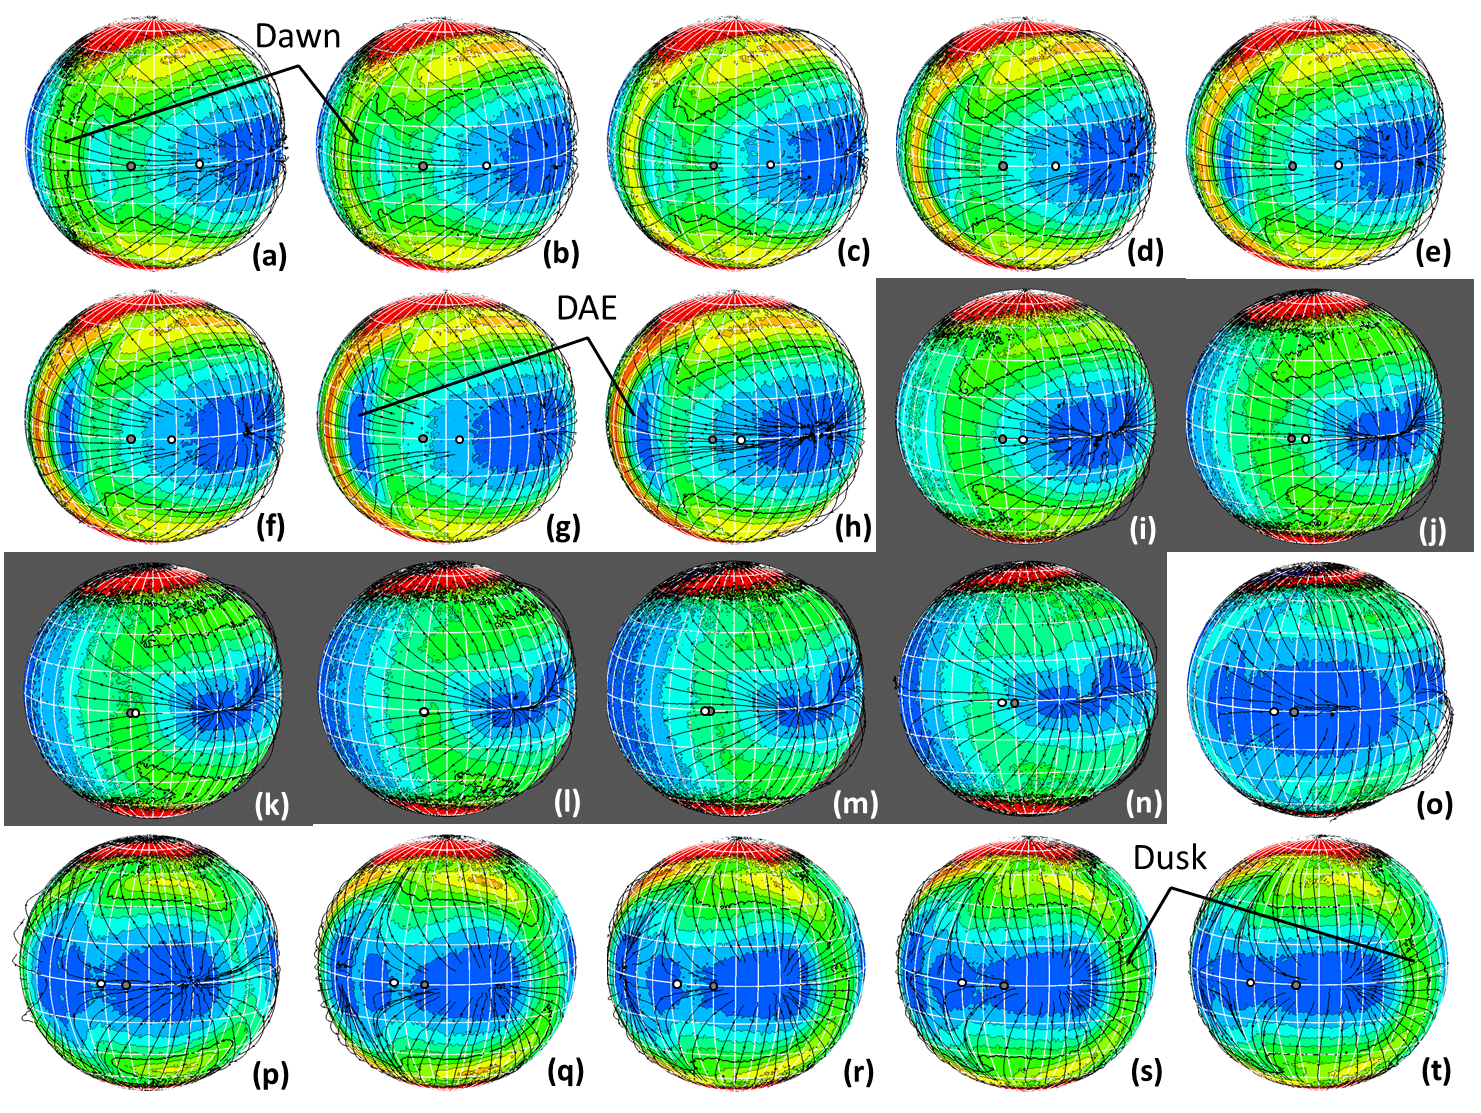 Dawn
(a)
(b)
(c)
(d)
(e)
DAE
(f)
(g)
(h)
(i)
(j)
(k)
(l)
(m)
(n)
(o)
Dusk
(p)
(q)
(r)
(s)
(t)